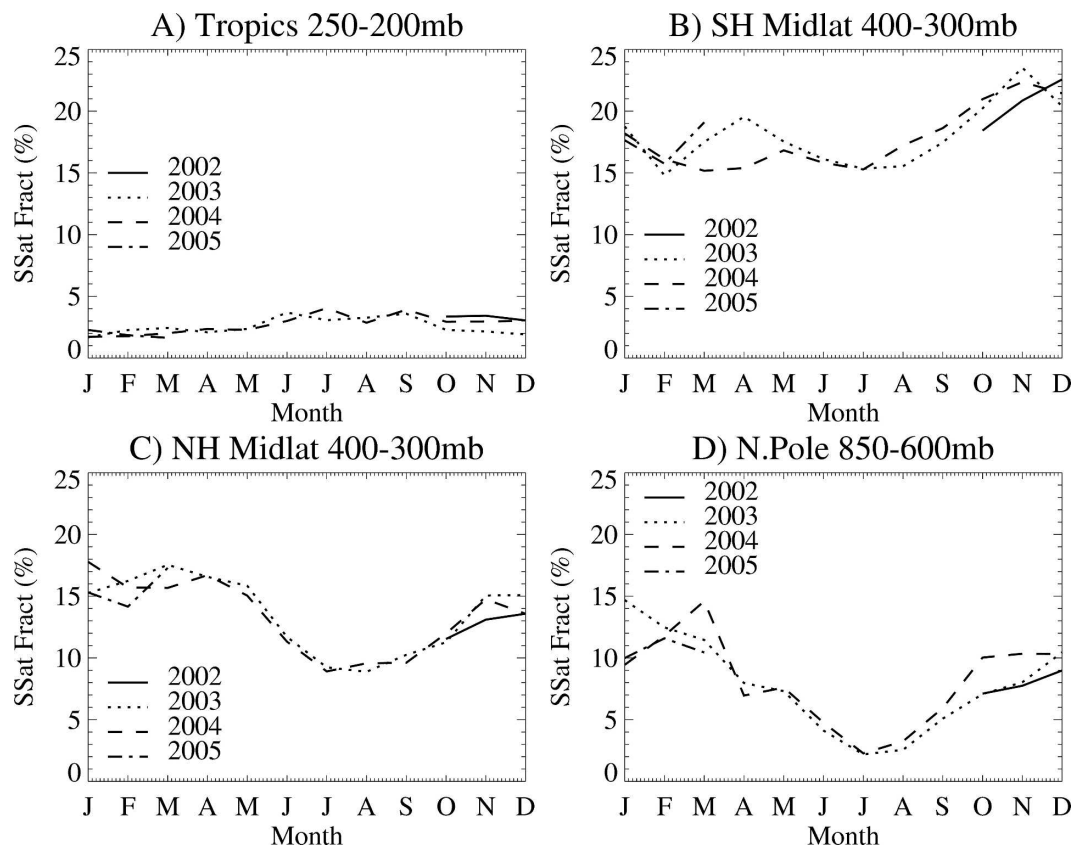 A) Tropics 250-200mb
25
20
15
10
5
0
SSat Fract (%)
2002
2003
2004
2005
J F M A M J J A S O N D
Month
B) SH Midlat 400-300mb
25
20
15
10
5
0
SSat Fract (%)
2002
2003
2004
2005
J F M A M J J A S O N D
Month
C) NH Midlat 400-300mb
25
20
15
10
5
0
SSat Fract (%)
2002
2003
2004
2005
J F M A M J J A S O N D
Month
D) N.Pole 850-600mb
25
20
15
10
5
0
SSat Fract (%)
2002
2003
2004
2005
J F M A M J J A S O N D
Month